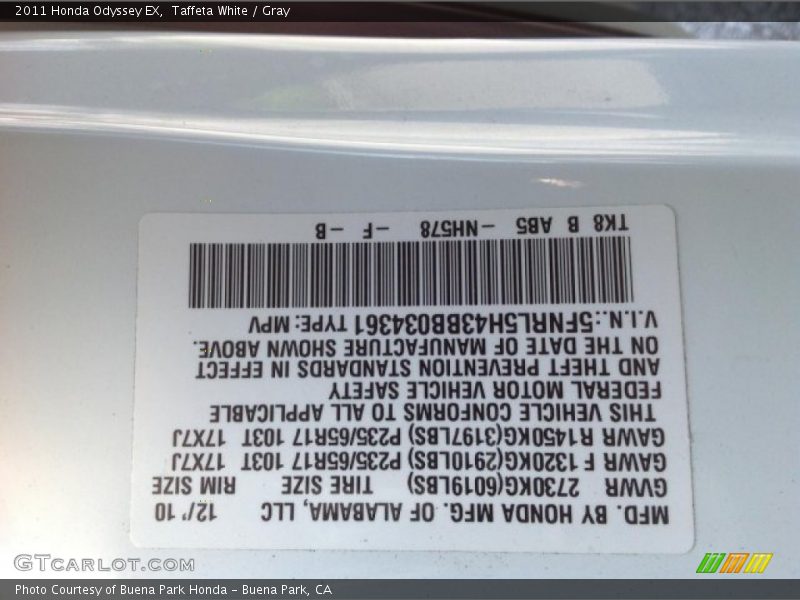 2011 Honda Odyssey EX,  Taffeta White / Gray
MFD. BY HONDA MFG. OF ALABAMA, LLC 12/'10
GVWR 2730KG(6019LBS) TIRE SIZE RIM SIZE
GAWR F 1320KG(2910LBS) P235/65R17 103T 17X7J
GAWR R1450KG(3197LBS) P235/65R17 103T 17X7J
THIS VEHICLE CONFORMS TO ALL APPLICABLE
FEDERAL MOTOR VEHICLE SAFETY
AND THEFT PREVENTION STANDARDS IN EFFECT
ON THE DATE OF MANUFACTURE SHOWN ABOVE.
V.I.N.:5FNRL5H43BB034361 TYPE: MPV
TK8 B AB5 -NH578 -F -B
GTCARLOT.COM
Photo Courtesy of Buena Park Honda - Buena Park, CA